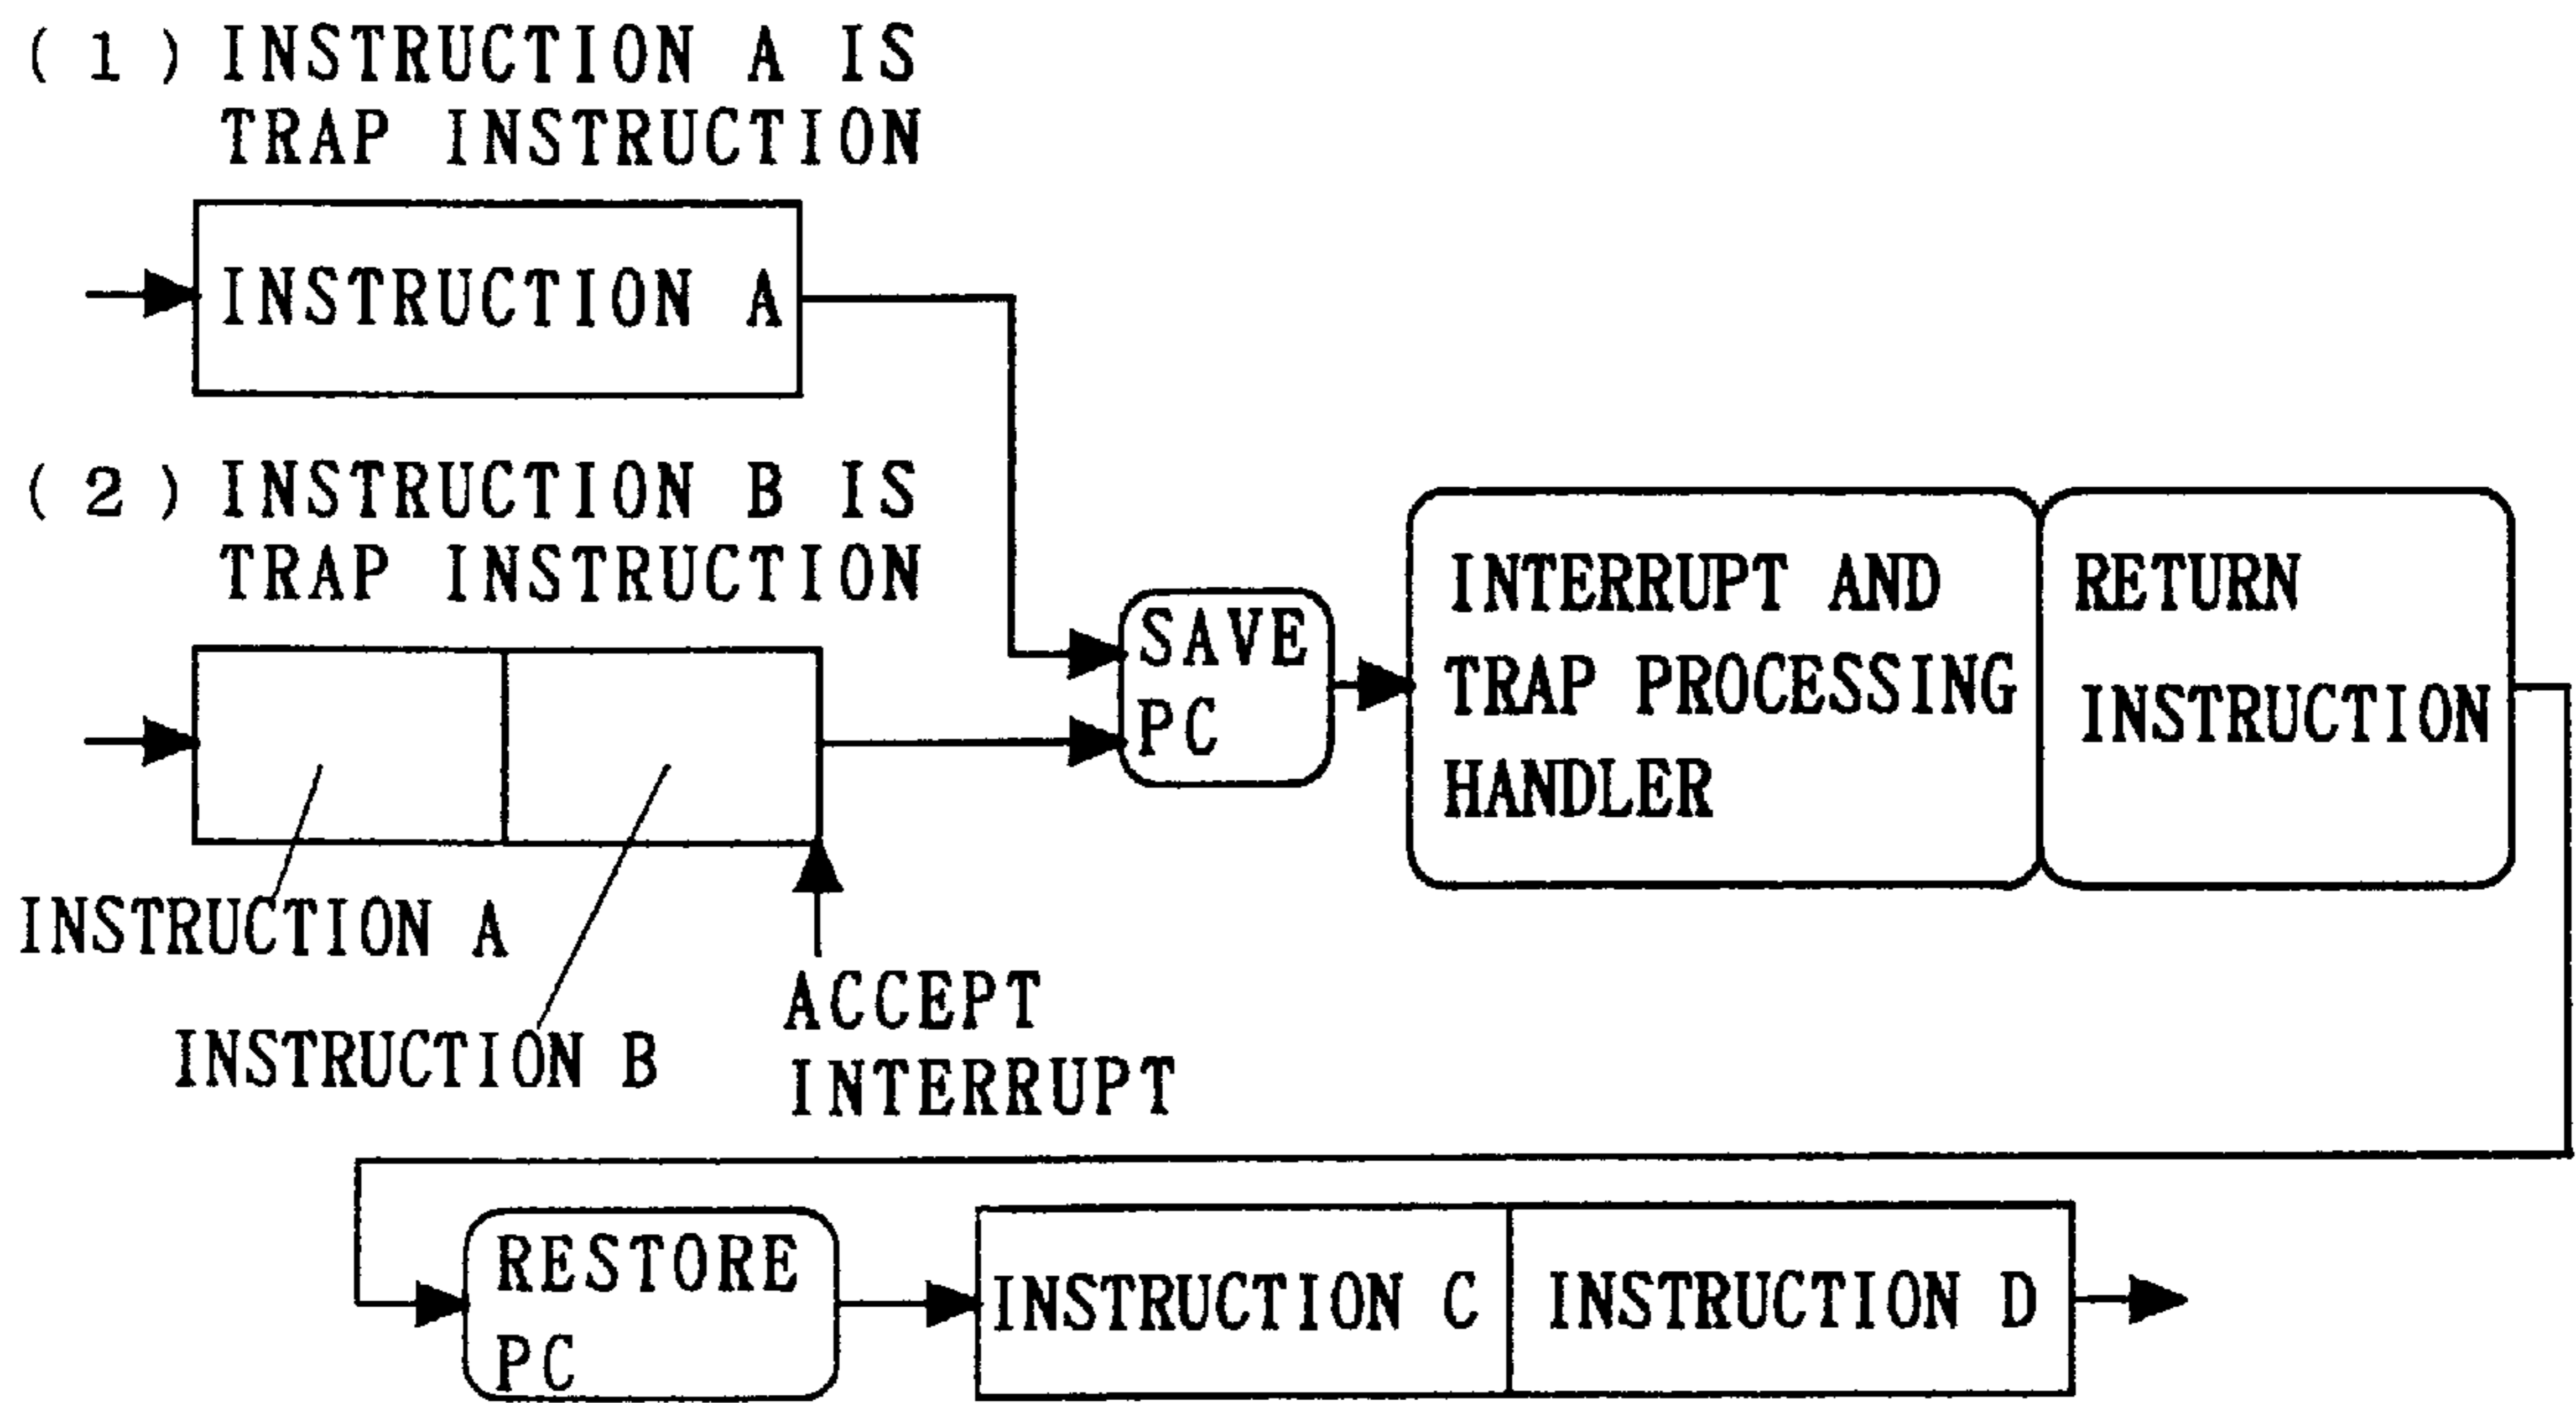 ( 1 ) INSTRUCTION A IS
TRAP INSTRUCTION
INSTRUCTION A
( 2 ) INSTRUCTION B IS
TRAP INSTRUCTION
INSTRUCTION A
INSTRUCTION B
ACCEPT
INTERRUPT
SAVE
PC
INTERRUPT AND
TRAP PROCESSING
HANDLER
RETURN
INSTRUCTION
RESTORE
PC
INSTRUCTION C
INSTRUCTION D